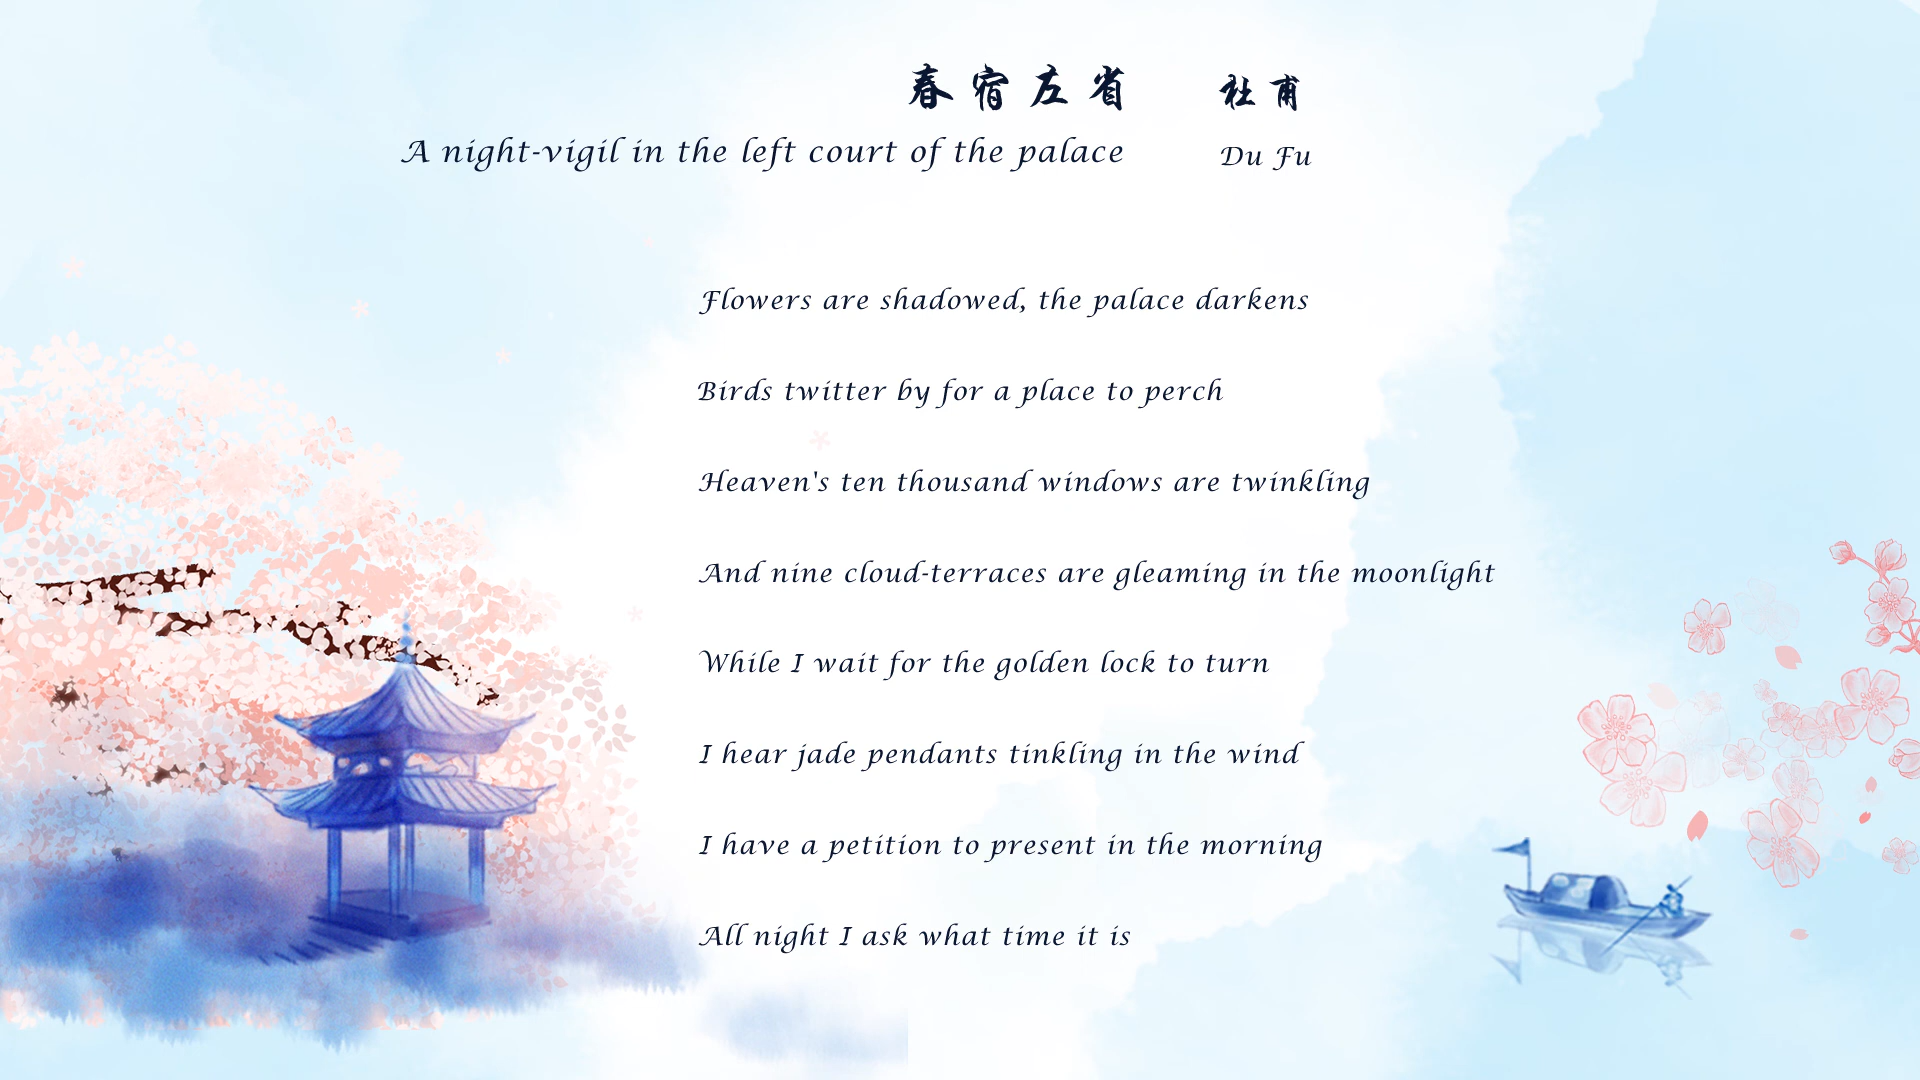 春宿左省 杜甫
A night-vigil in the left court of the palace Du Fu
Flowers are shadowed, the palace darkens
Birds twitter by for a place to perch
Heaven's ten thousand windows are twinkling
And nine cloud-terraces are gleaming in the moonlight
While I wait for the golden lock to turn
I hear jade pendants tinkling in the wind
I have a petition to present in the morning
All night I ask what time it is